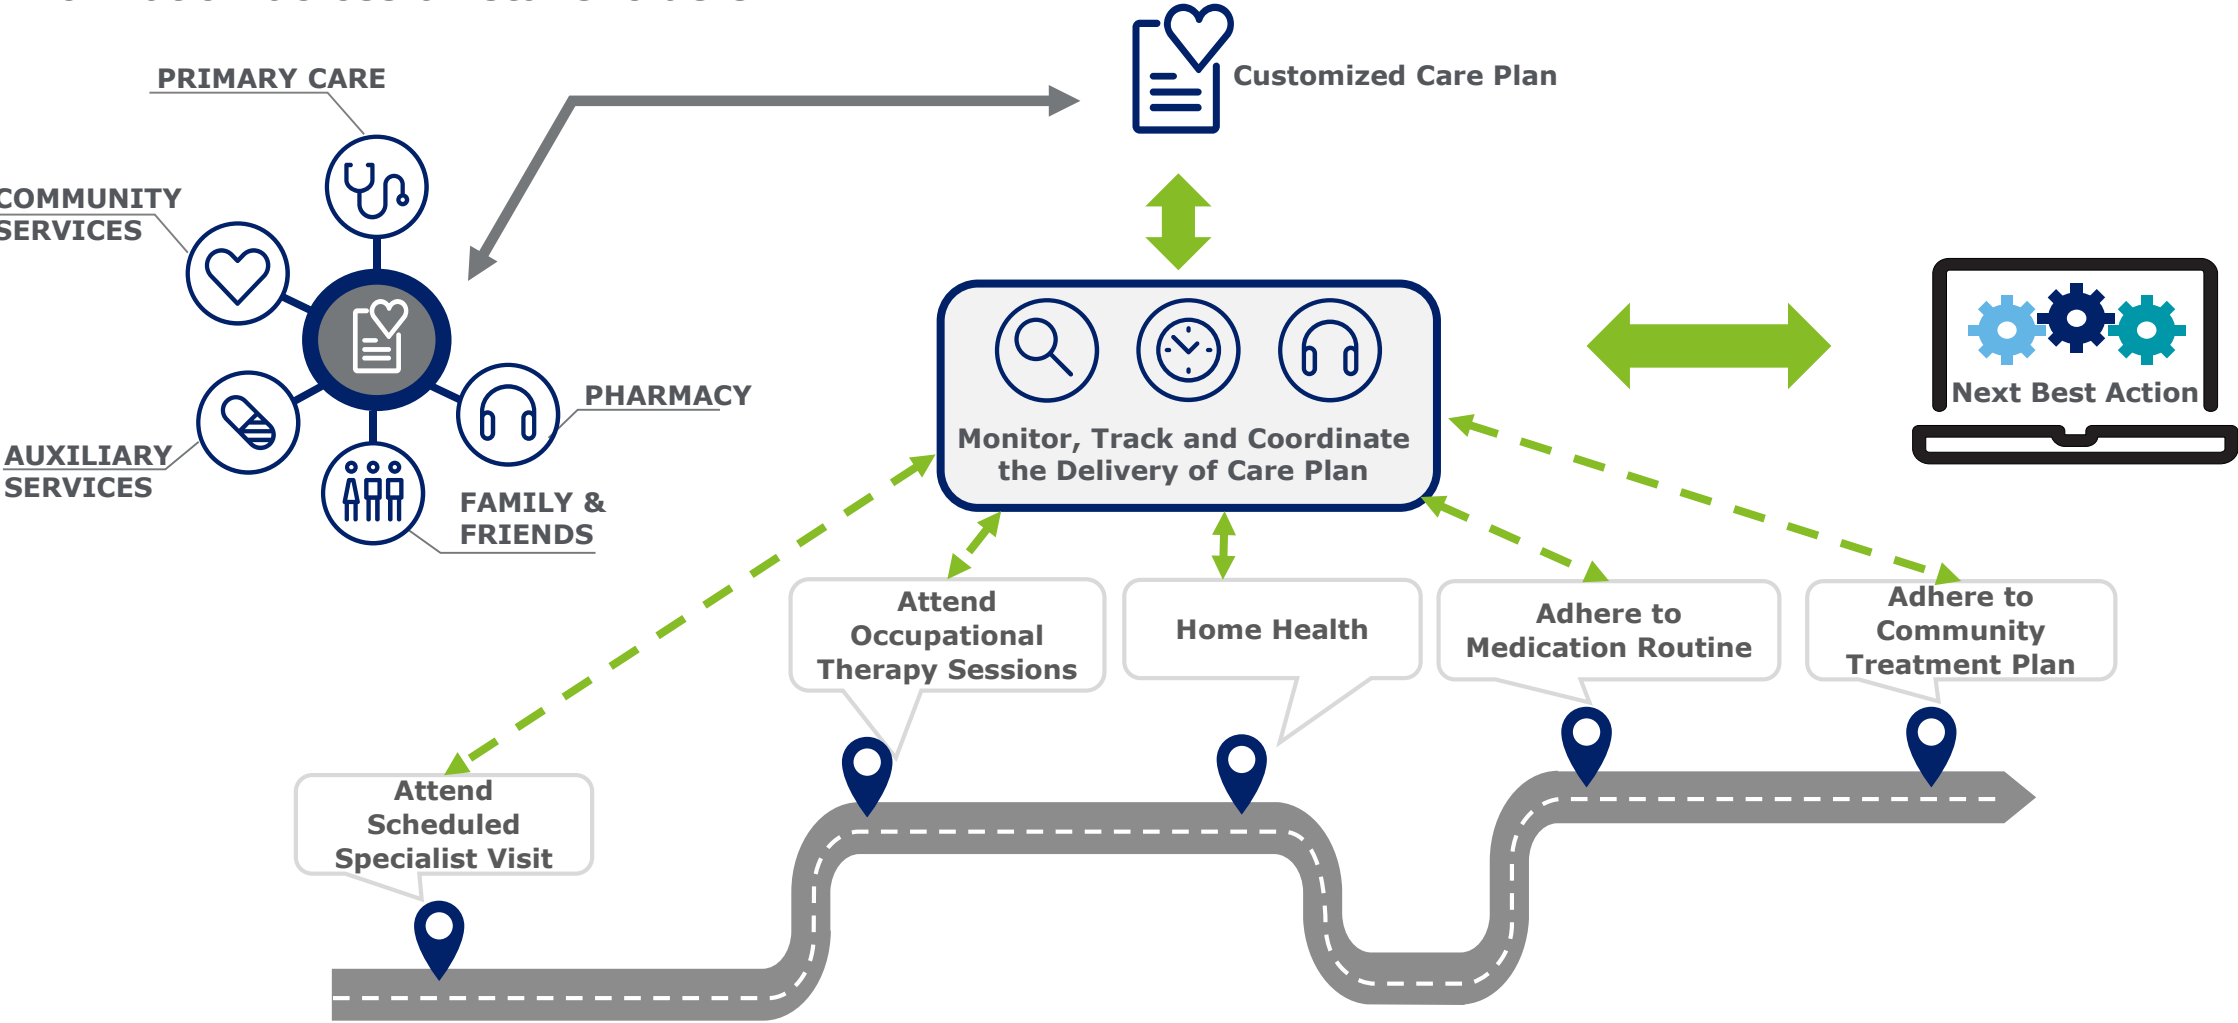 PRIMARY CARE
Customized Care Plan
COMMUNITY
SERVICES
PHARMACY
Next Best Action
AUXILIARY
SERVICES
Monitor, Track and Coordinate
the Delivery of Care Plan
FAMILY &
FRIENDS
Attend
Occupational
Therapy Sessions
Home Health
Adhere to
Medication Routine
Adhere to
Community
Treatment Plan
Attend
Scheduled
Specialist Visit